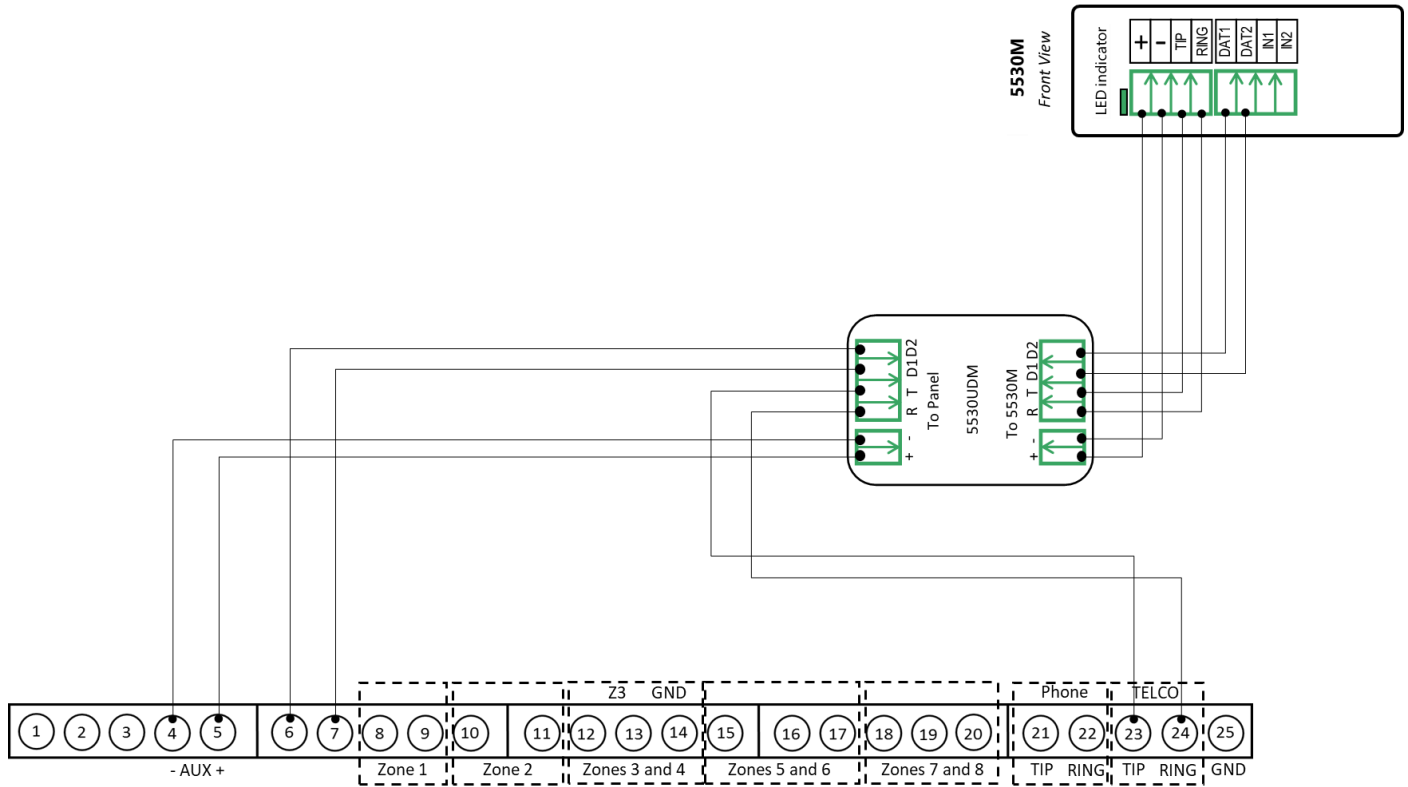 5530M
Front View
LED indicator
+ - TIP RING DAT1 DAT2 IN1 IN2
D2
D1
T
R
-
+
To Panel
5530UDM
To 5530M
D2
D1
T
R
-
+
Z3 GND
Phone
TELCO
1 2 3 4 5 6 7 8 9 10 11 12 13 14 15 16 17 18 19 20 21 22 23 24 25
- AUX +
Zone 1
Zone 2
Zones 3 and 4
Zones 5 and 6
Zones 7 and 8
TIP RING
TIP RING
GND